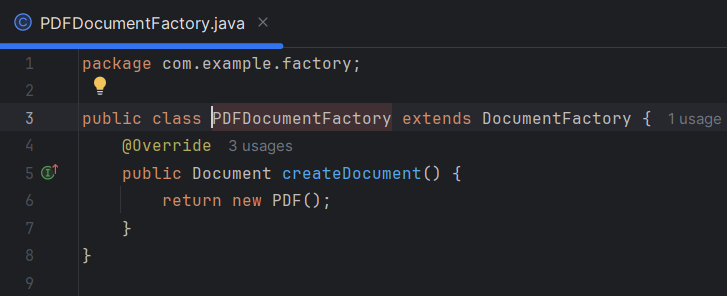 © PDFDocumentFactory.java ×
1 package com.example.factory;
2
3 public class PDFDocumentFactory extends DocumentFactory { 1 usage
4 @Override 3 usages
5 public Document createDocument() {
6 return new PDF();
7 }
8 }
9